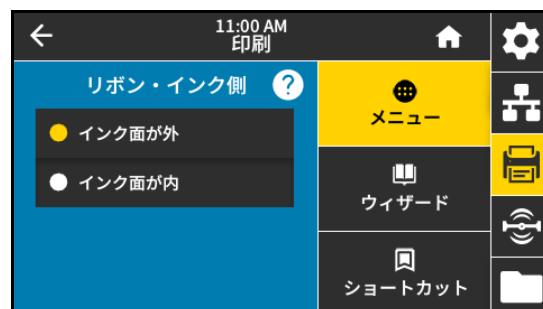 11:00 AM
印刷
リボン・インク側 ?
インク面が外
インク面が内
メニュー
ウィザード
ショートカット